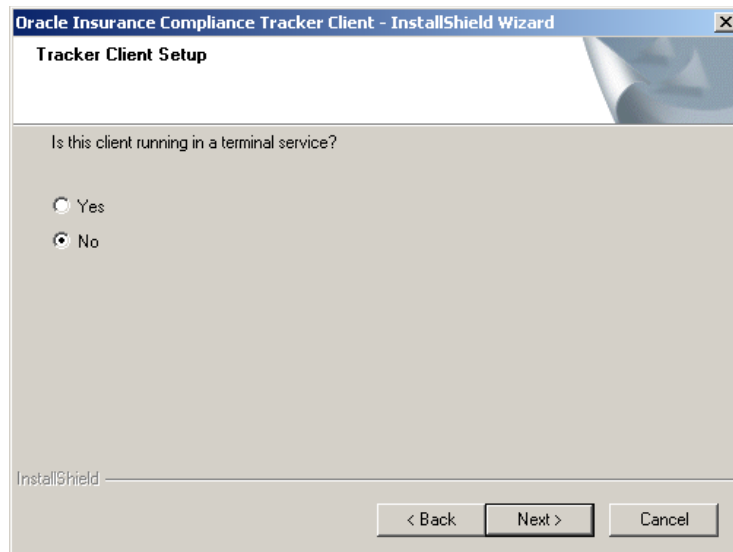 Oracle Insurance Compliance Tracker Client - InstallShield Wizard
Tracker Client Setup
Is this client running in a terminal service?
Yes
No
InstallShield
< Back
Next >
Cancel